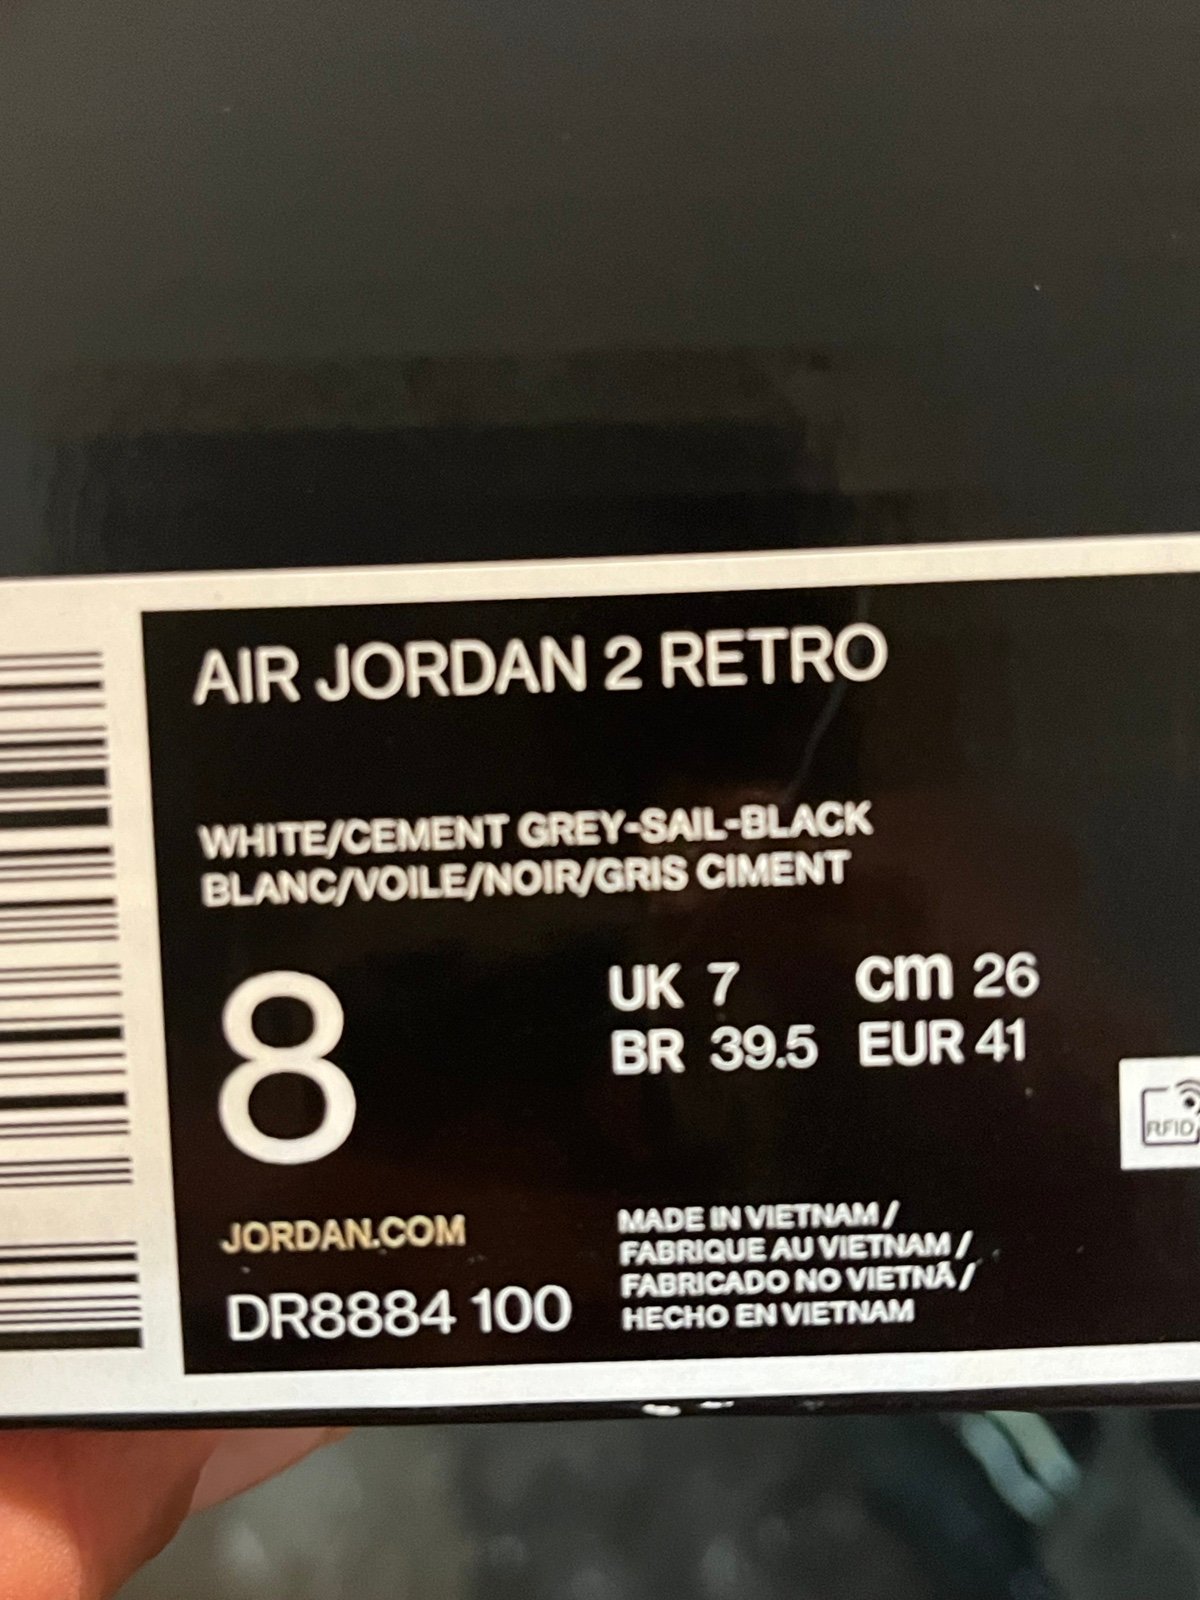 AIR JORDAN 2 RETRO
WHITE/CEMENT GREY-SAIL-BLACK
BLANC/VOILE/NOIR/GRIS CIMENT
8
UK 7 cm 26
BR 39.5 EUR 41
RFID
JORDAN.COM
DR8884 100
MADE IN VIETNAM /
FABRIQUE AU VIETNAM /
FABRICADO NO VIETNÃ /
HECHO EN VIETNAM